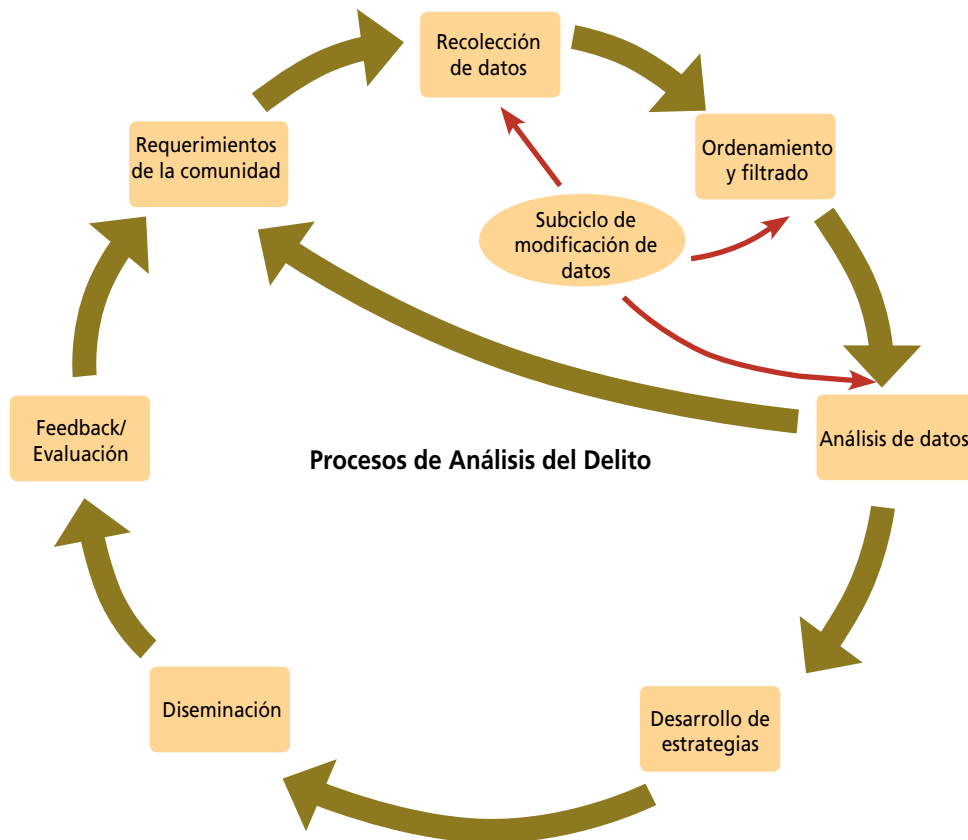 Recolección
de datos
Requerimientos
de la comunidad
Ordenamiento
y filtrado
Subciclo de
modificación de
datos
Feedback/
Evaluación
Análisis de datos
Procesos de Análisis del Delito
Diseminación
Desarrollo de
estrategias